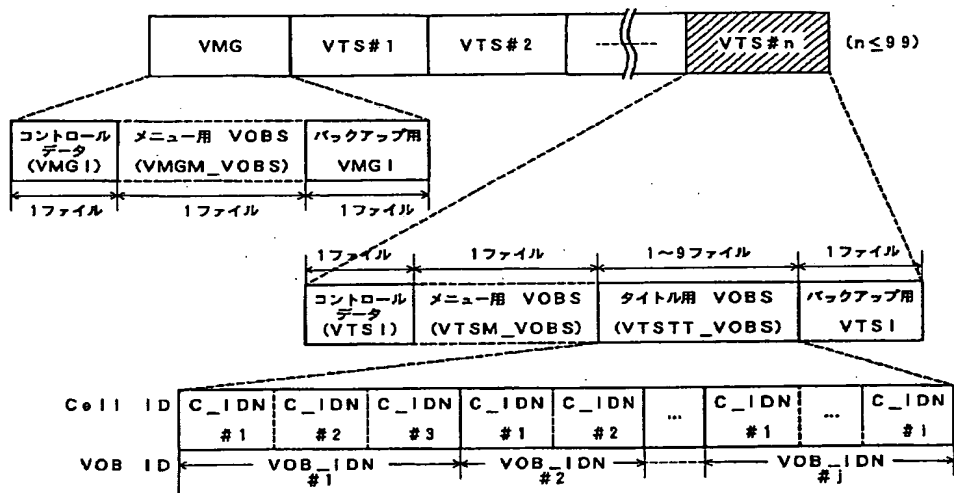 VMG VTS#1 VTS#2 VTS#n (n≤99)
コントロール
データ
(VMGI)
メニュー用 VOBS
(VMGM_VOBS)
バックアップ用
VMGI
1ファイル 1ファイル 1ファイル
1ファイル 1ファイル 1〜9ファイル 1ファイル
コントロール
データ
(VTSI)
メニュー用 VOBS
(VTSM_VOBS)
タイトル用 VOBS
(VTSTT_VOBS)
バックアップ用
VTSI
Cell ID C_IDN C_IDN C_IDN C_IDN C_IDN ... C_IDN ... C_IDN
#1 #2 #3 #1 #2 #1 #i
VOB ID VOB_IDN VOB_IDN VOB_IDN
#1 #2 #j